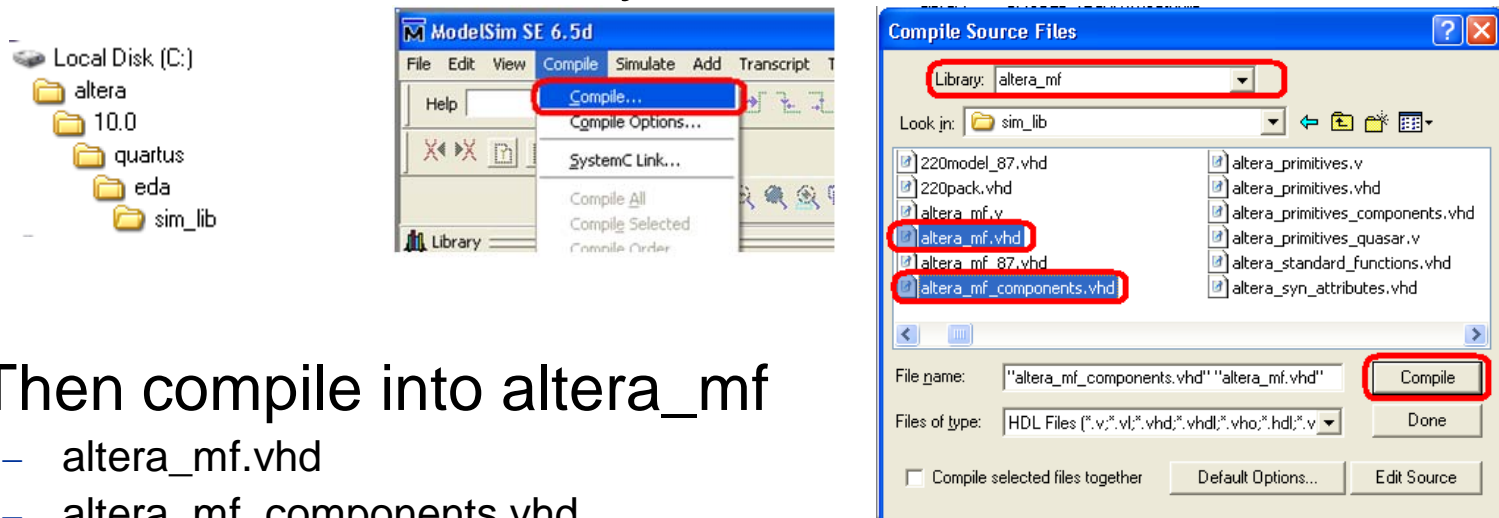 Local Disk (C:)
altera
10.0
quartus
eda
sim_lib
ModelSim SE 6.5d
File Edit View Compile Simulate Add Transcript
Help
Compile...
Compile Options...
SystemC Link...
Compile All
Compile Selected
Compile Order
Library
Compile Source Files
Library: altera_mf
Look in: sim_lib
220model_87.vhd
220pack.vhd
altera_mf.v
altera_mf.vhd
altera_mf_87.vhd
altera_mf_components.vhd
altera_primitives.v
altera_primitives.vhd
altera_primitives_components.vhd
altera_primitives_quasar.v
altera_standard_functions.vhd
altera_syn_attributes.vhd
File name: "altera_mf_components.vhd" "altera_mf.vhd" Compile
Files of type: HDL Files (*.v;*.vl;*.vhd;*.vhdl;*.vho;*.hdl;*.v Done
Compile selected files together Default Options... Edit Source
Then compile into altera_mf
– altera_mf.vhd
– altera_mf_components.vhd